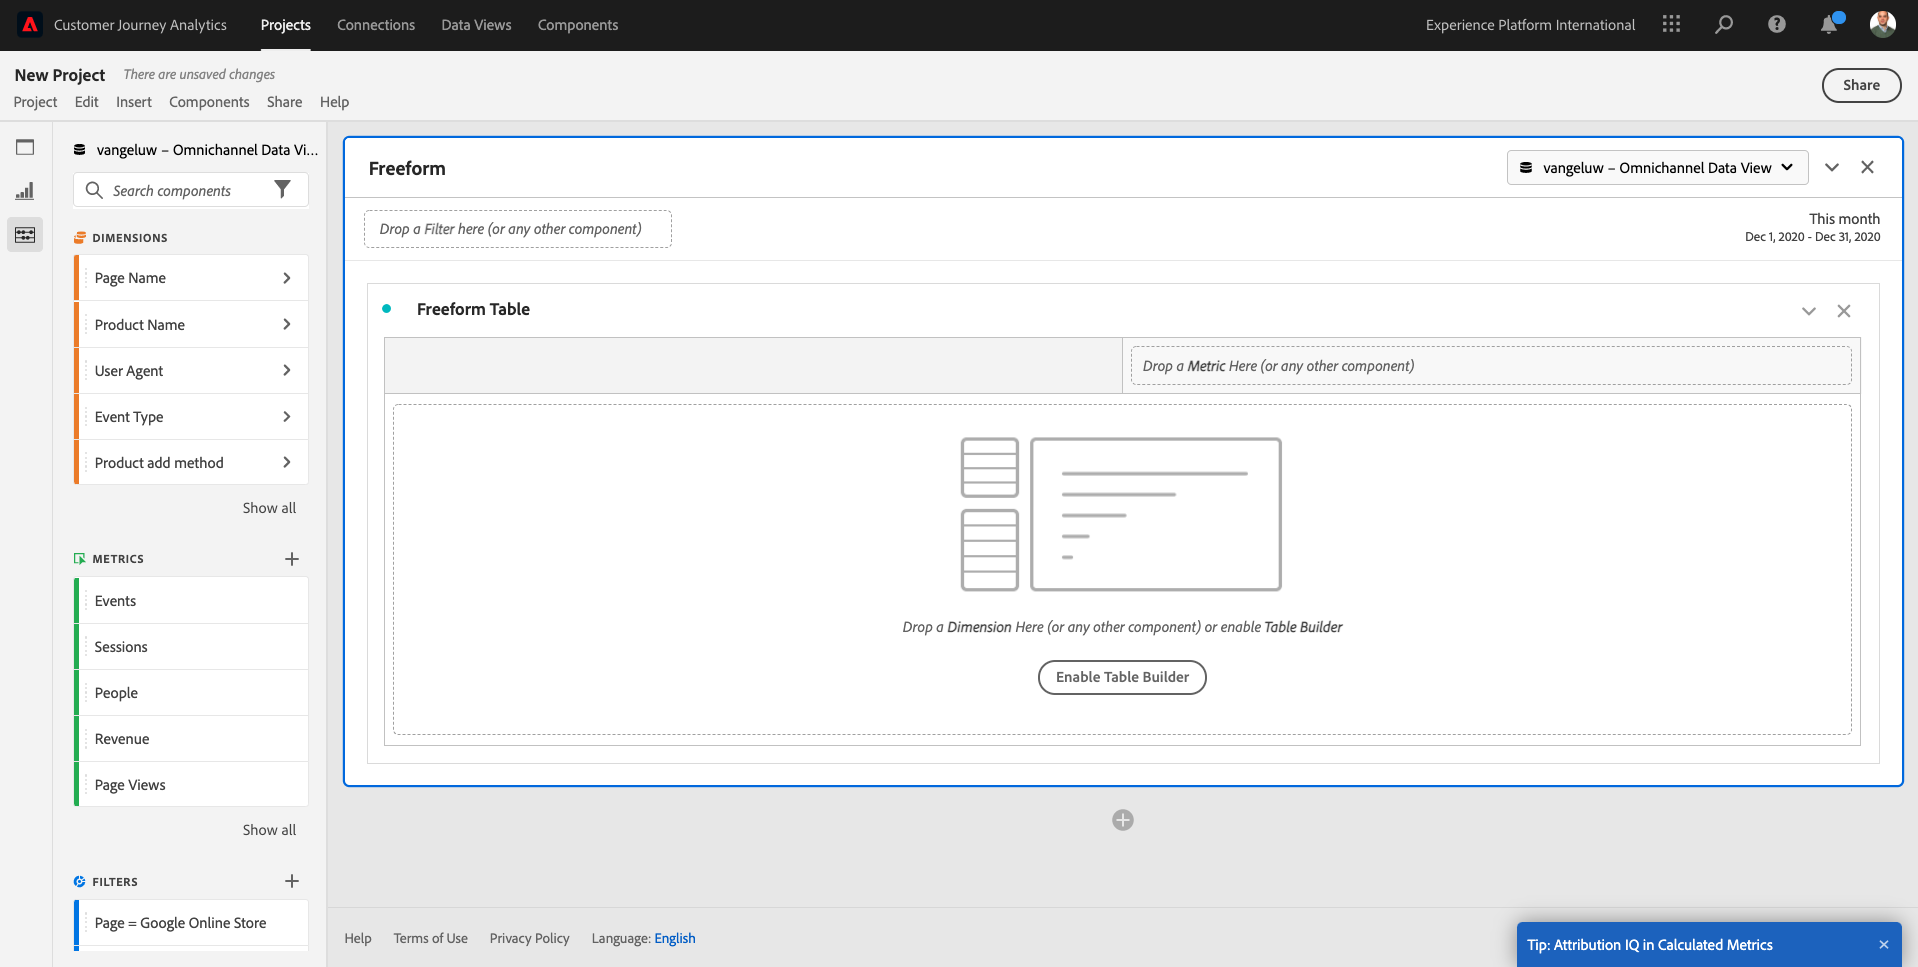 Customer Journey Analytics
Projects
Connections
Data Views
Components
Experience Platform International
New Project
There are unsaved changes
Project
Edit
Insert
Components
Share
Help
Share
vangeluw – Omnichannel Data Vi...
Search components
DIMENSIONS
Page Name
Product Name
User Agent
Event Type
Product add method
Show all
METRICS
Events
Sessions
People
Revenue
Page Views
Show all
FILTERS
Page = Google Online Store
Freeform
vangeluw – Omnichannel Data View
Drop a Filter here (or any other component)
This month
Dec 1, 2020 - Dec 31, 2020
Freeform Table
Drop a Metric Here (or any other component)
Drop a Dimension Here (or any other component) or enable Table Builder
Enable Table Builder
Help
Terms of Use
Privacy Policy
Language: English
Tip: Attribution IQ in Calculated Metrics